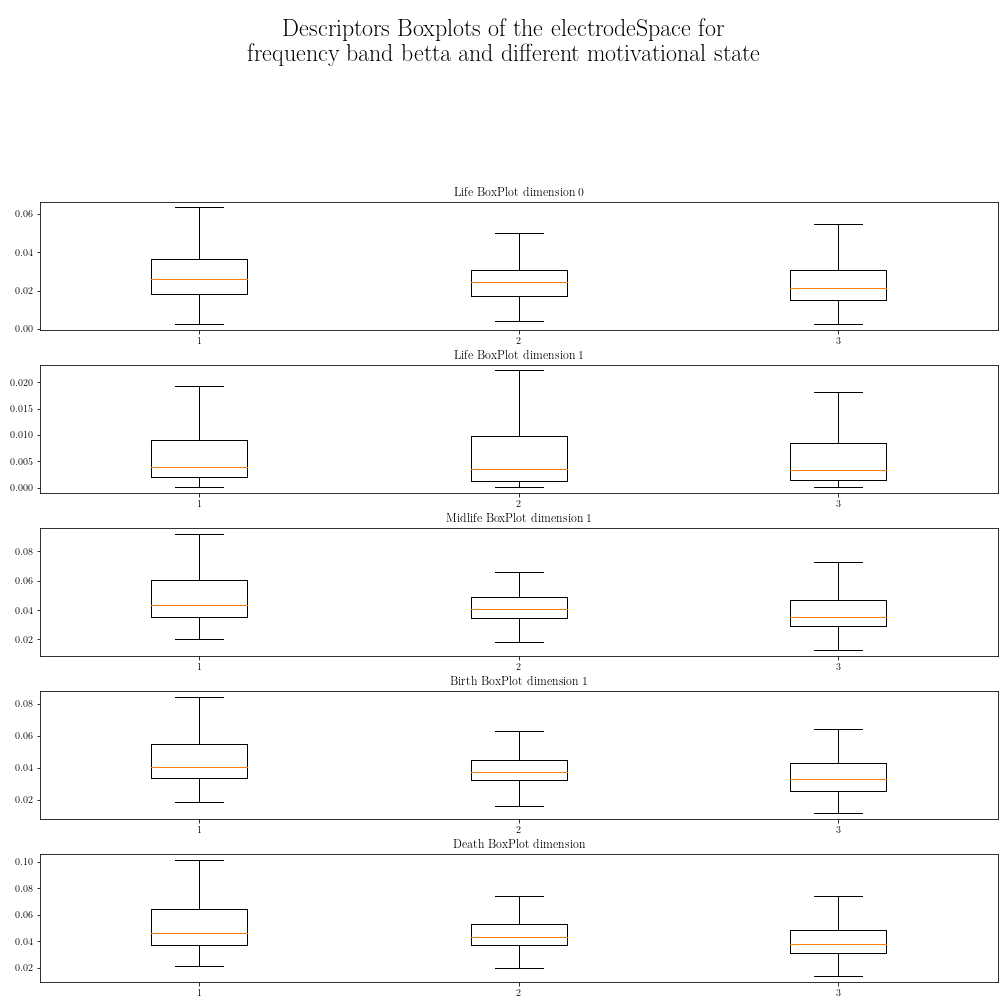 Descriptors Boxplots of the electrodeSpace for
frequency band betta and different motivational state
Life BoxPlot dimension 0
0.06
0.04
0.02
0.00
1 2 3
Life BoxPlot dimension 1
0.020
0.015
0.010
0.005
0.000
1 2 3
Midlife BoxPlot dimension 1
0.08
0.06
0.04
0.02
1 2 3
Birth BoxPlot dimension 1
0.08
0.06
0.04
0.02
1 2 3
Death BoxPlot dimension
0.10
0.08
0.06
0.04
0.02
1 2 3